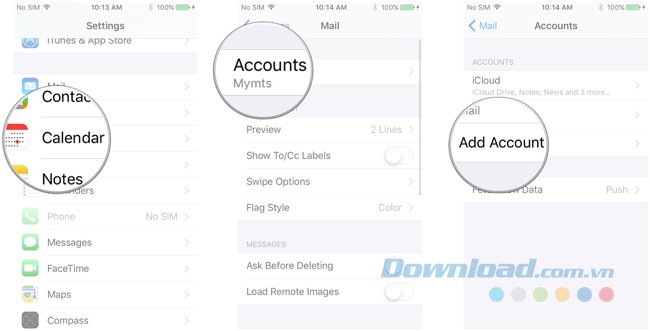 No SIM 10:13 AM 100%
Settings
iTunes & App Store
Mail
Contac
Calendar
Notes
Reminders
Phone No SIM
Messages
FaceTime
Maps
Compass
No SIM 10:14 AM 100%
Mail
Accounts
Mymts
Preview 2 Lines
Show To/Cc Labels
Swipe Options
Flag Style Color
MESSAGES
Ask Before Deleting
Load Remote Images
No SIM 10:14 AM 100%
Mail Accounts
ACCOUNTS
iCloud
iCloud Drive, Notes, News and 3 more...
mail
Add Account
Fetch New Data Push
Download.com.vn